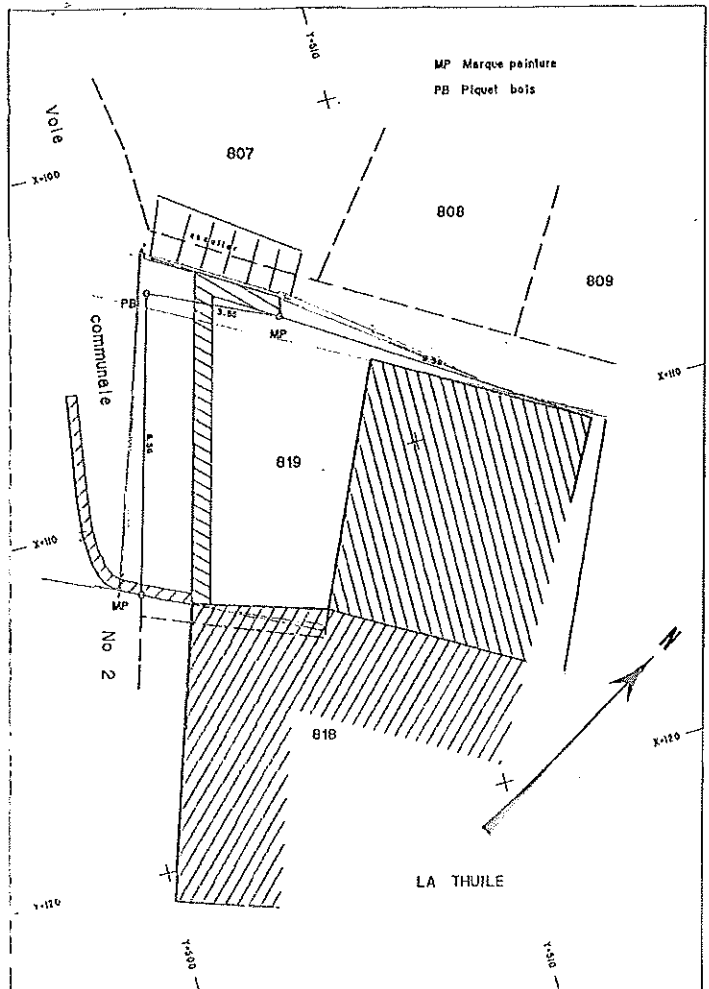 Y=510
MP Marque peinture
PB Piquet bois
Voie
807
X=100
808
escalier
809
PB
3.50
MP
communale
X=110
819
X=110
MP
No 2
N
818
X=120
LA THUILE
Y=120
Y=500
Y=510